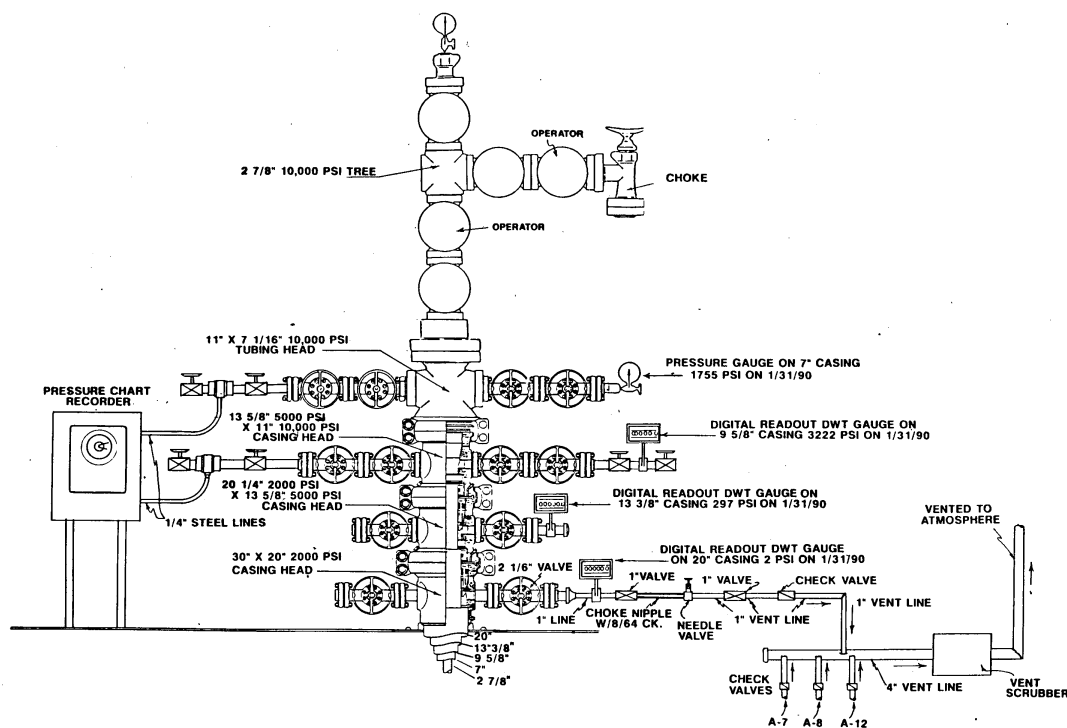 OPERATOR
2 7/8" 10,000 PSI TREE
CHOKE
OPERATOR
11" X 7 1/16" 10,000 PSI
TUBING HEAD
PRESSURE GAUGE ON 7" CASING
1755 PSI ON 1/31/90
PRESSURE CHART
RECORDER
13 5/8" 5000 PSI
X 11" 10,000 PSI
CASING HEAD
DIGITAL READOUT DWT GAUGE ON
9 5/8" CASING 3222 PSI ON 1/31/90
20 1/4" 2000 PSI
X 13 5/8" 5000 PSI
CASING HEAD
DIGITAL READOUT DWT GAUGE ON
13 3/8" CASING 297 PSI ON 1/31/90
1/4" STEEL LINES
VENTED TO
ATMOSPHERE
30" X 20" 2000 PSI
CASING HEAD
DIGITAL READOUT DWT GAUGE
ON 20" CASING 2 PSI ON 1/31/90
2 1/6" VALVE
1" VALVE
1" VALVE
CHECK VALVE
1" LINE
CHOKE NIPPLE
W/8/64 CK.
NEEDLE
VALVE
1" VENT LINE
1" VENT LINE
20"
13 3/8"
9 5/8"
7"
2 7/8"
CHECK
VALVES
4" VENT LINE
VENT
SCRUBBER
A-7
A-8
A-12